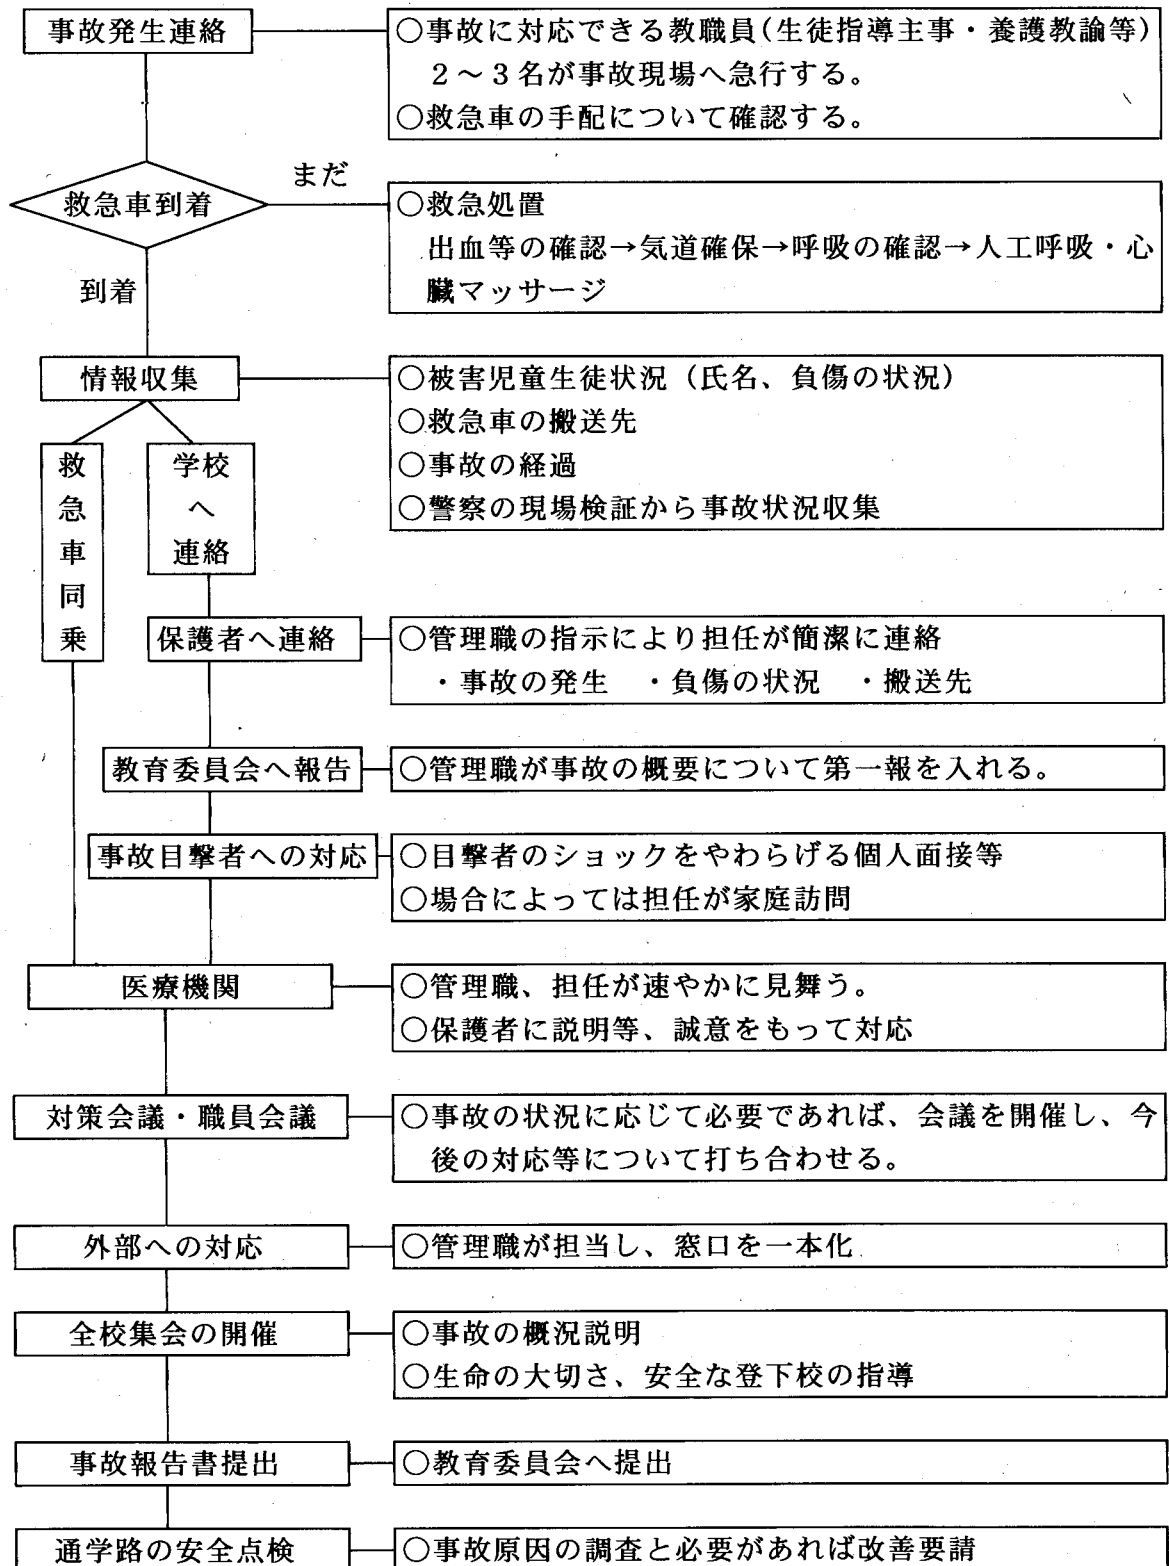 事故発生連絡
○事故に対応できる教職員(生徒指導主事・養護教論等)
2～3名が事故現場へ急行する。
○救急車の手配について確認する。
救急車到着
まだ
○救急処置
出血等の確認→気道確保→呼吸の確認→人工呼吸・心
臓マッサージ
到着
情報収集
○被害児童生徒状況（氏名、負傷の状況）
○救急車の搬送先
○事故の経過
○警察の現場検証から事故状況収集
救急車同乗
学校
へ
連絡
保護者へ連絡
○管理職の指示により担任が簡潔に連絡
・事故の発生　・負傷の状況　・搬送先
教育委員会へ報告
○管理職が事故の概要について第一報を入れる。
事故目撃者への対応
○目撃者のショックをやわらげる個人面接等
○場合によっては担任が家庭訪問
医療機関
○管理職、担任が速やかに見舞う。
○保護者に説明等、誠意をもって対応
対策会議・職員会議
○事故の状況に応じて必要であれば、会議を開催し、今
後の対応等について打ち合わせる。
外部への対応
○管理職が担当し、窓口を一本化
全校集会の開催
○事故の概況説明
○生命の大切さ、安全な登下校の指導
事故報告書提出
○教育委員会へ提出
通学路の安全点検
○事故原因の調査と必要があれば改善要請